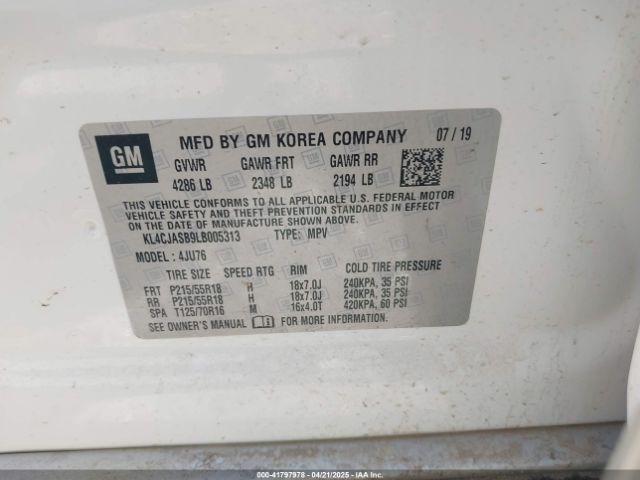 GM
MFD BY GM KOREA COMPANY 07/19
GVWR GAWR FRT GAWR RR
4286 LB 2348 LB 2194 LB
THIS VEHICLE CONFORMS TO ALL APPLICABLE U.S. FEDERAL MOTOR
VEHICLE SAFETY AND THEFT PREVENTION STANDARDS IN EFFECT
ON THE DATE OF MANUFACTURE SHOWN ABOVE.
KL4CJASB9LB005313 TYPE: MPV
MODEL: 4JU76
TIRE SIZE SPEED RTG RIM COLD TIRE PRESSURE
FRT P215/55R18 H 18x7.0J 240KPA, 35 PSI
RR P215/55R18 H 18x7.0J 240KPA, 35 PSI
SPA T125/70R16 M 16x4.0T 420KPA, 60 PSI
SEE OWNER'S MANUAL FOR MORE INFORMATION.
000-41797978 - 04/21/2025 - IAAI.COM